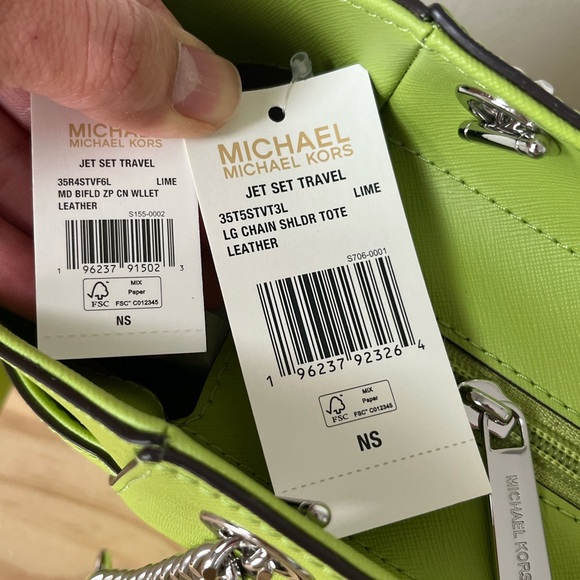 MICHAEL
MICHAEL KORS
JET SET TRAVEL
35R4STVF6L LIME
MD BIFLD ZP CN WLLET
LEATHER
S155-0002
1 96237 91502 3
FSC
MIX
Paper
FSC® C012345
NS
MICHAEL
MICHAEL KORS
JET SET TRAVEL
35T5STVT3L LIME
LG CHAIN SHLDR TOTE
LEATHER
S706-0001
1 96237 92326 4
FSC
MIX
Paper
FSC® C012345
NS
MICHAEL KORS